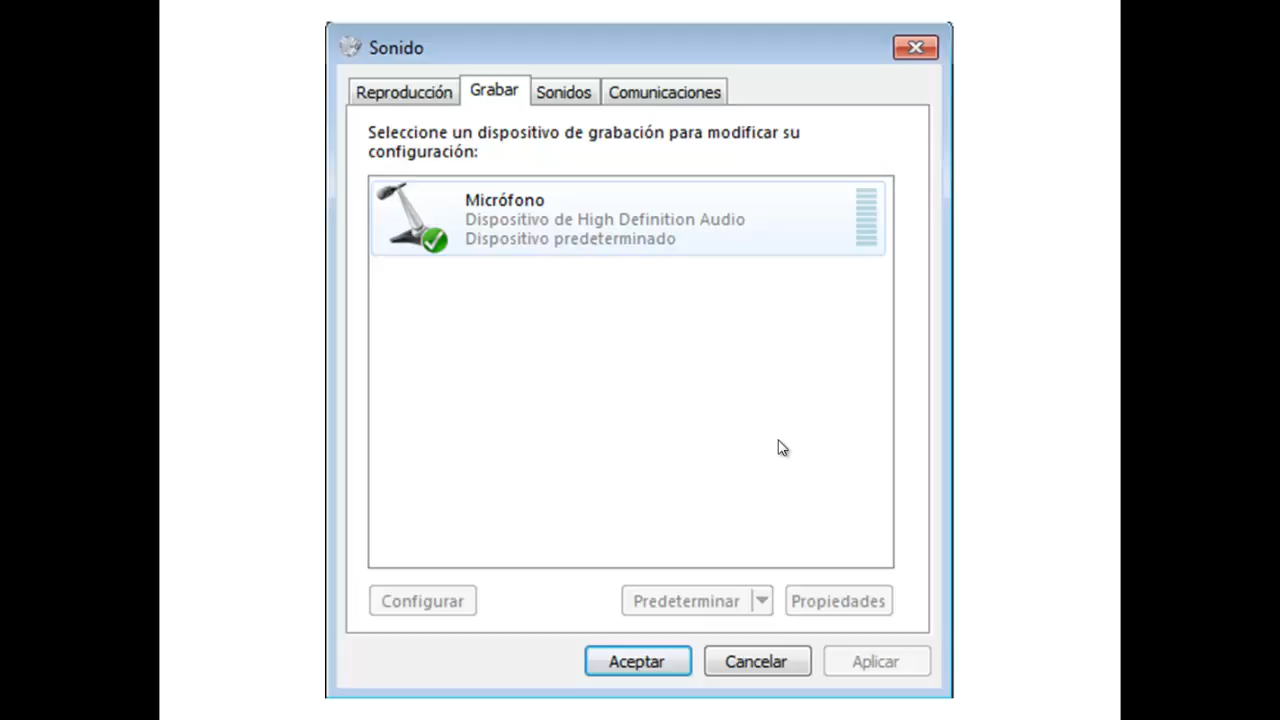 Sonido
Reproducción Grabar Sonidos Comunicaciones
Seleccione un dispositivo de grabación para modificar su
configuración:
Micrófono
Dispositivo de High Definition Audio
Dispositivo predeterminado
Configurar Predeterminar Propiedades
Aceptar Cancelar Aplicar